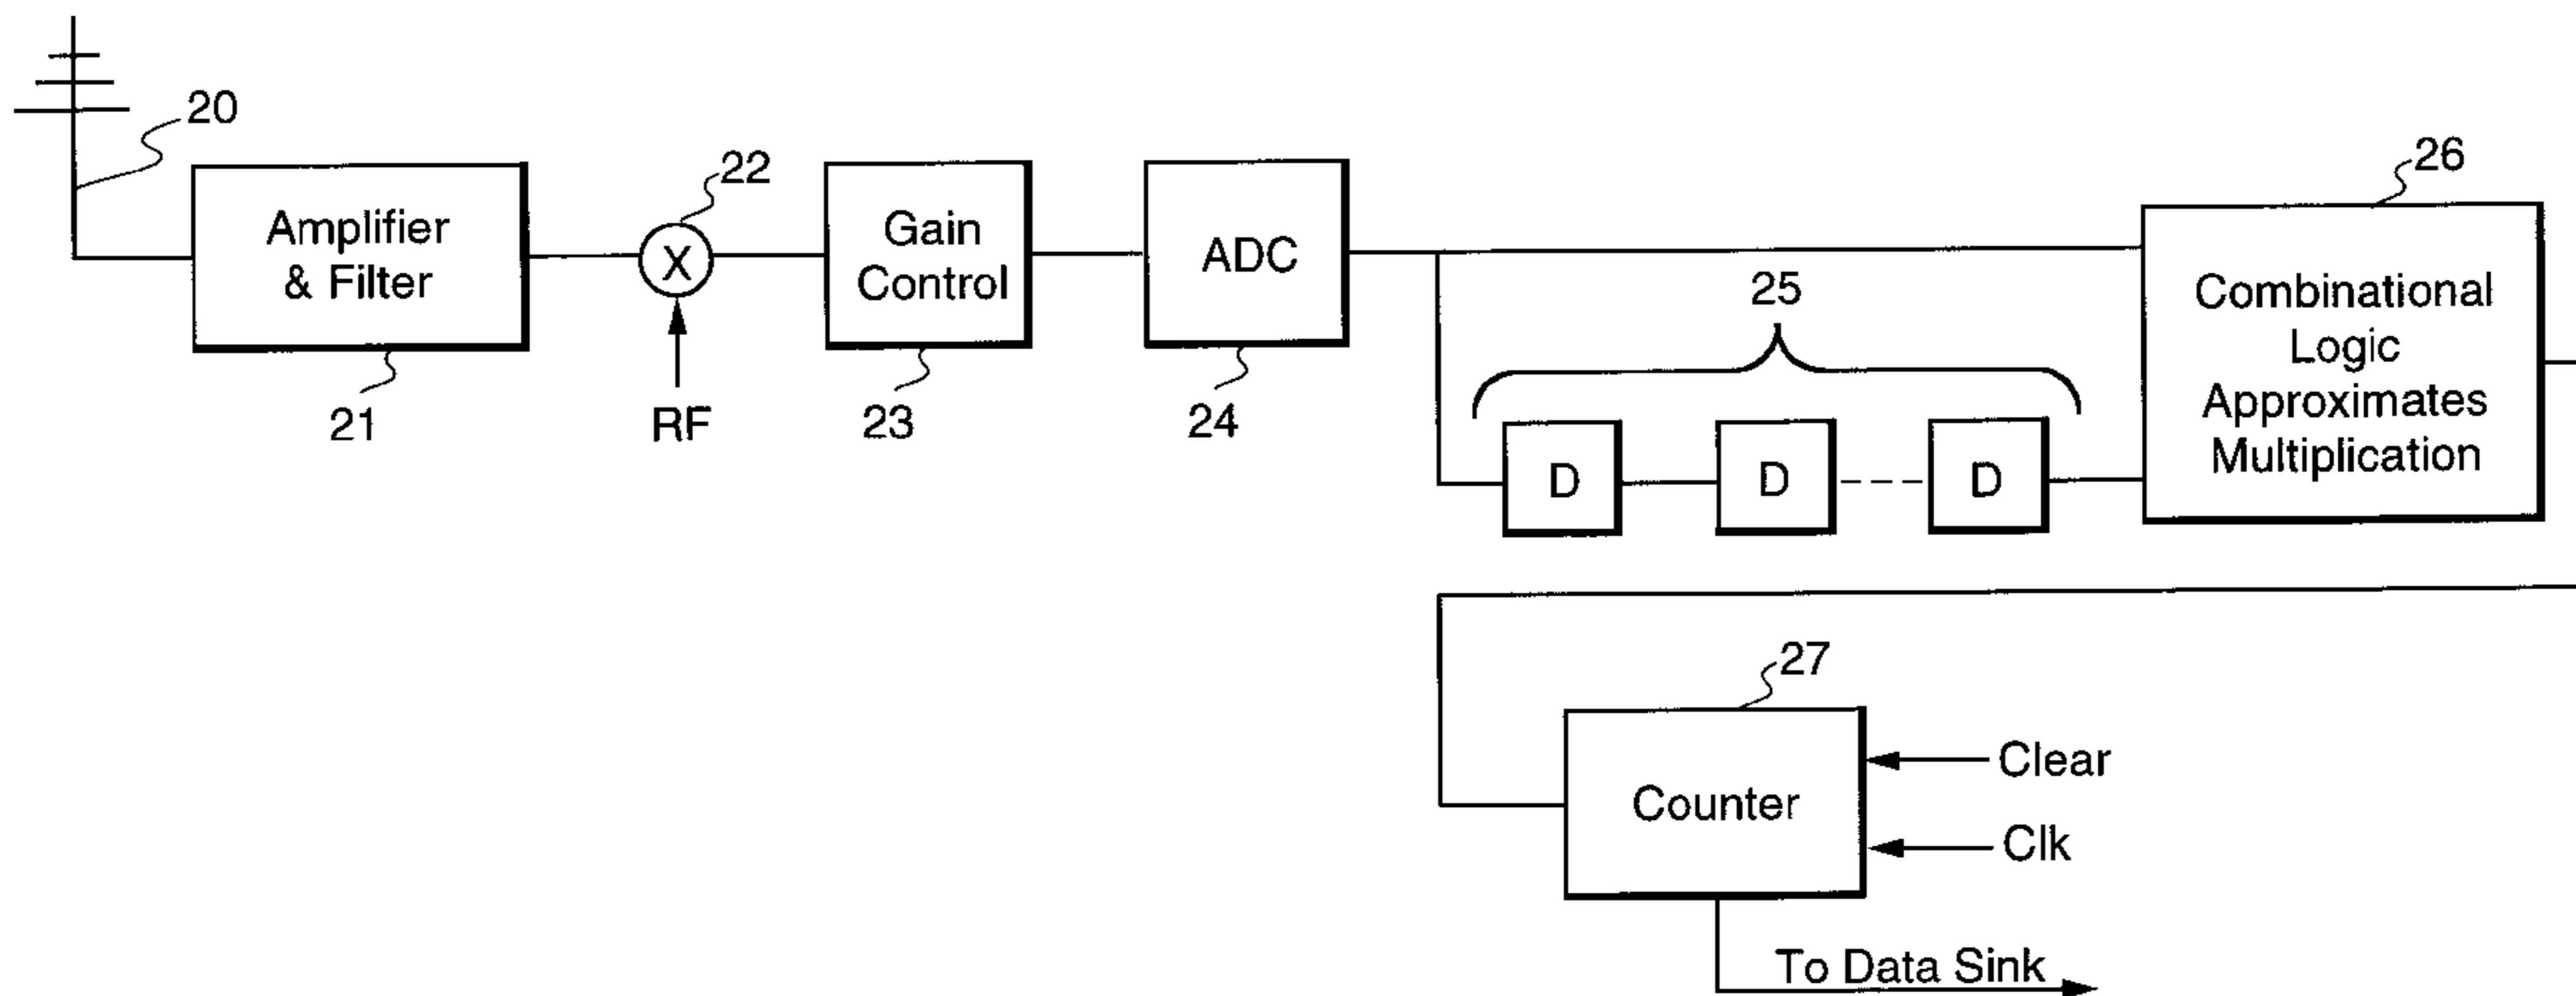 20
Amplifier
& Filter
21
22
X
RF
Gain
Control
23
ADC
24
25
D
D
D
26
Combinational
Logic
Approximates
Multiplication
27
Counter
Clear
Clk
To Data Sink